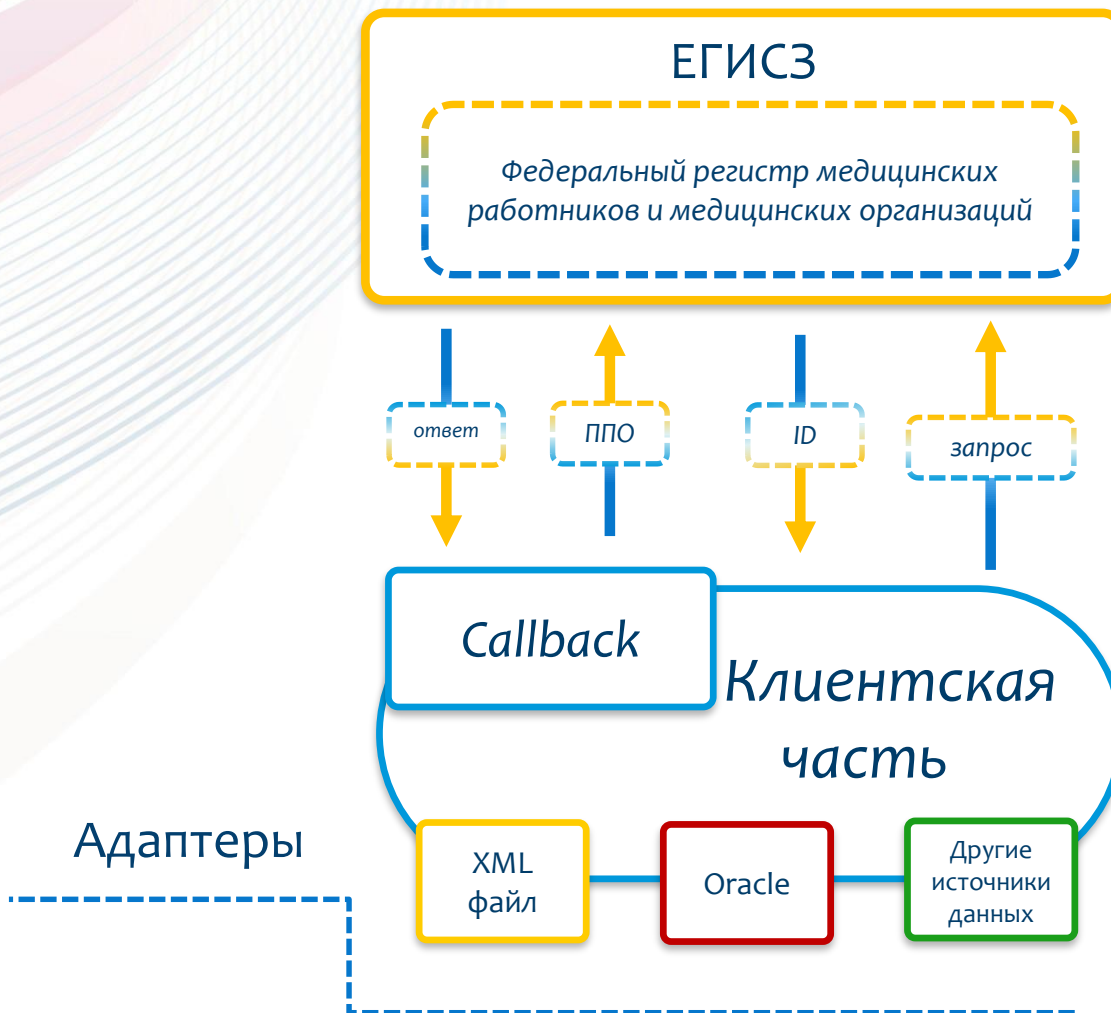 ЕГИСЗ
Федеральный регистр медицинских
работников и медицинских организаций
ответ
ППО
ID
запрос
Callback
Клиентская
часть
Адаптеры
XML
файл
Oracle
Другие
источники
данных